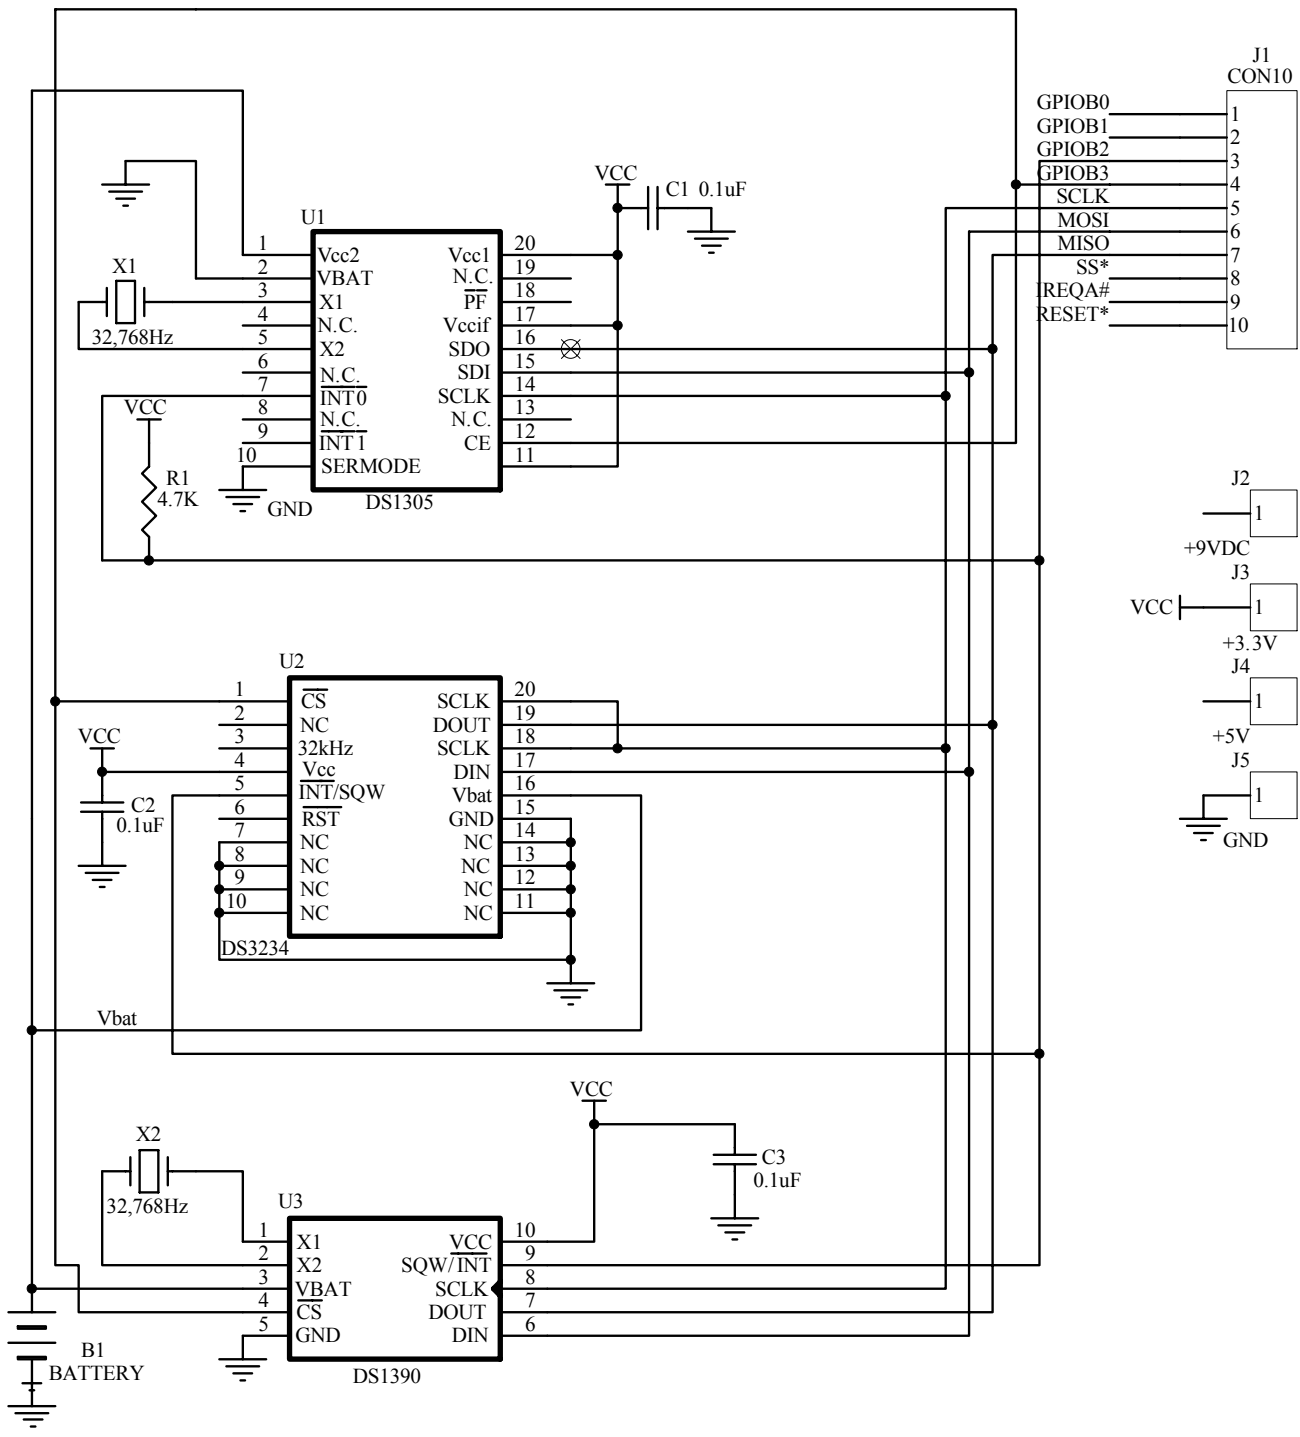 J1
CON10
GPIOB0
GPIOB1
GPIOB2
GPIOB3
SCLK
MOSI
MISO
SS*
IREQA#
RESET*
1
2
3
4
5
6
7
8
9
10
VCC
C1 0.1uF
U1
1
2
3
4
5
6
7
8
9
10
Vcc2
VBAT
X1
N.C.
X2
N.C.
INT0
N.C.
INT1
SERMODE
Vcc1
N.C.
PF
Vccif
SDO
SDI
SCLK
N.C.
CE
20
19
18
17
16
15
14
13
12
11
DS1305
X1
32,768Hz
VCC
R1
4.7K
GND
J2
1
+9VDC
J3
VCC
1
+3.3V
J4
1
+5V
J5
1
GND
U2
1
2
3
4
5
6
7
8
9
10
CS
NC
32kHz
Vcc
INT/SQW
RST
NC
NC
NC
NC
SCLK
DOUT
SCLK
DIN
Vbat
GND
NC
NC
NC
NC
20
19
18
17
16
15
14
13
12
11
DS3234
VCC
C2
0.1uF
Vbat
VCC
C3
0.1uF
X2
32,768Hz
U3
1
2
3
4
5
X1
X2
VBAT
CS
GND
VCC
SQW/INT
SCLK
DOUT
DIN
10
9
8
7
6
DS1390
B1
BATTERY